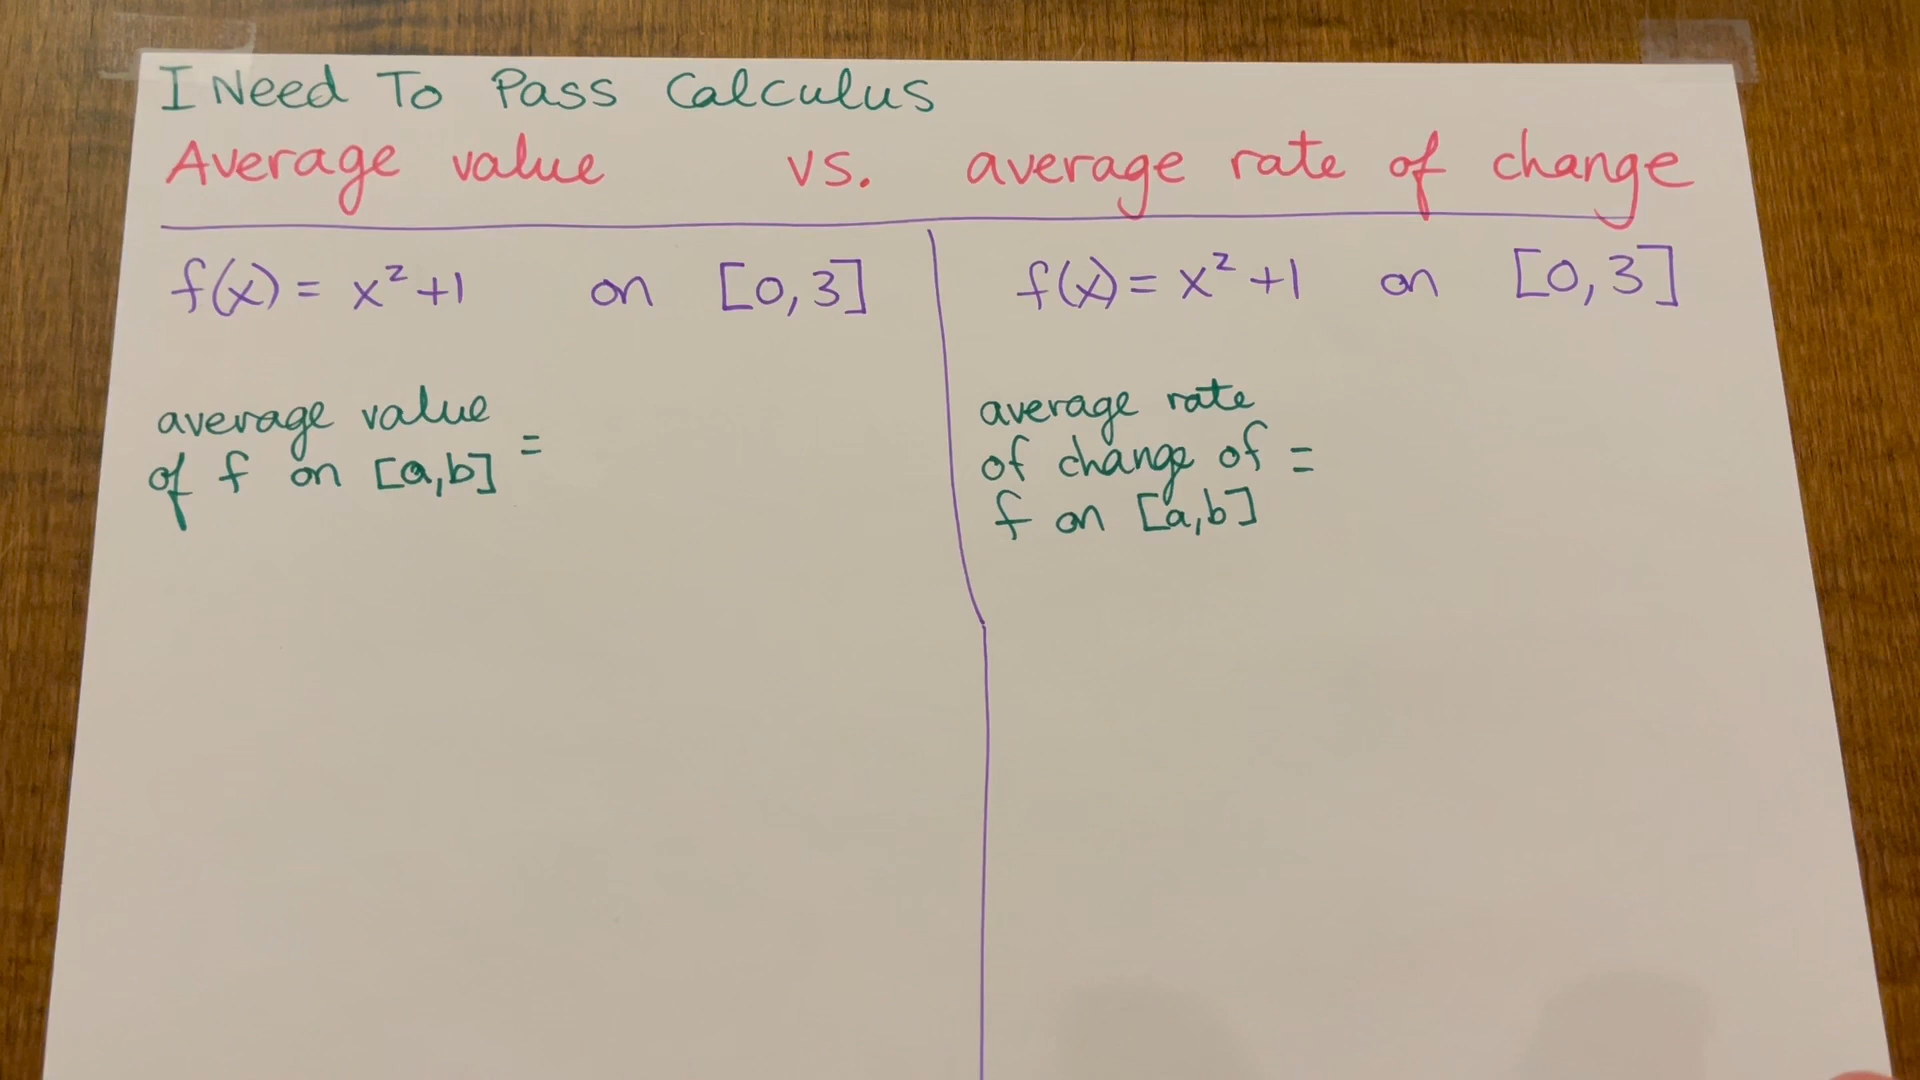 I Need To Pass Calculus
Average value vs. average rate of change
f(x) = x²+1 on [0,3]
average value
of f on [a,b] =
f(x) = x²+1 on [0,3]
average rate
of change of =
f on [a,b]